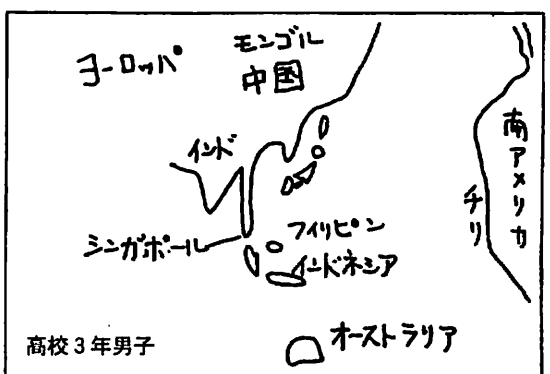 ヨーロッパ
モンゴル
中国
インド
南アメリカ
チリ
シンガポール
フィリピン
インドネシア
オーストラリア
高校3年男子